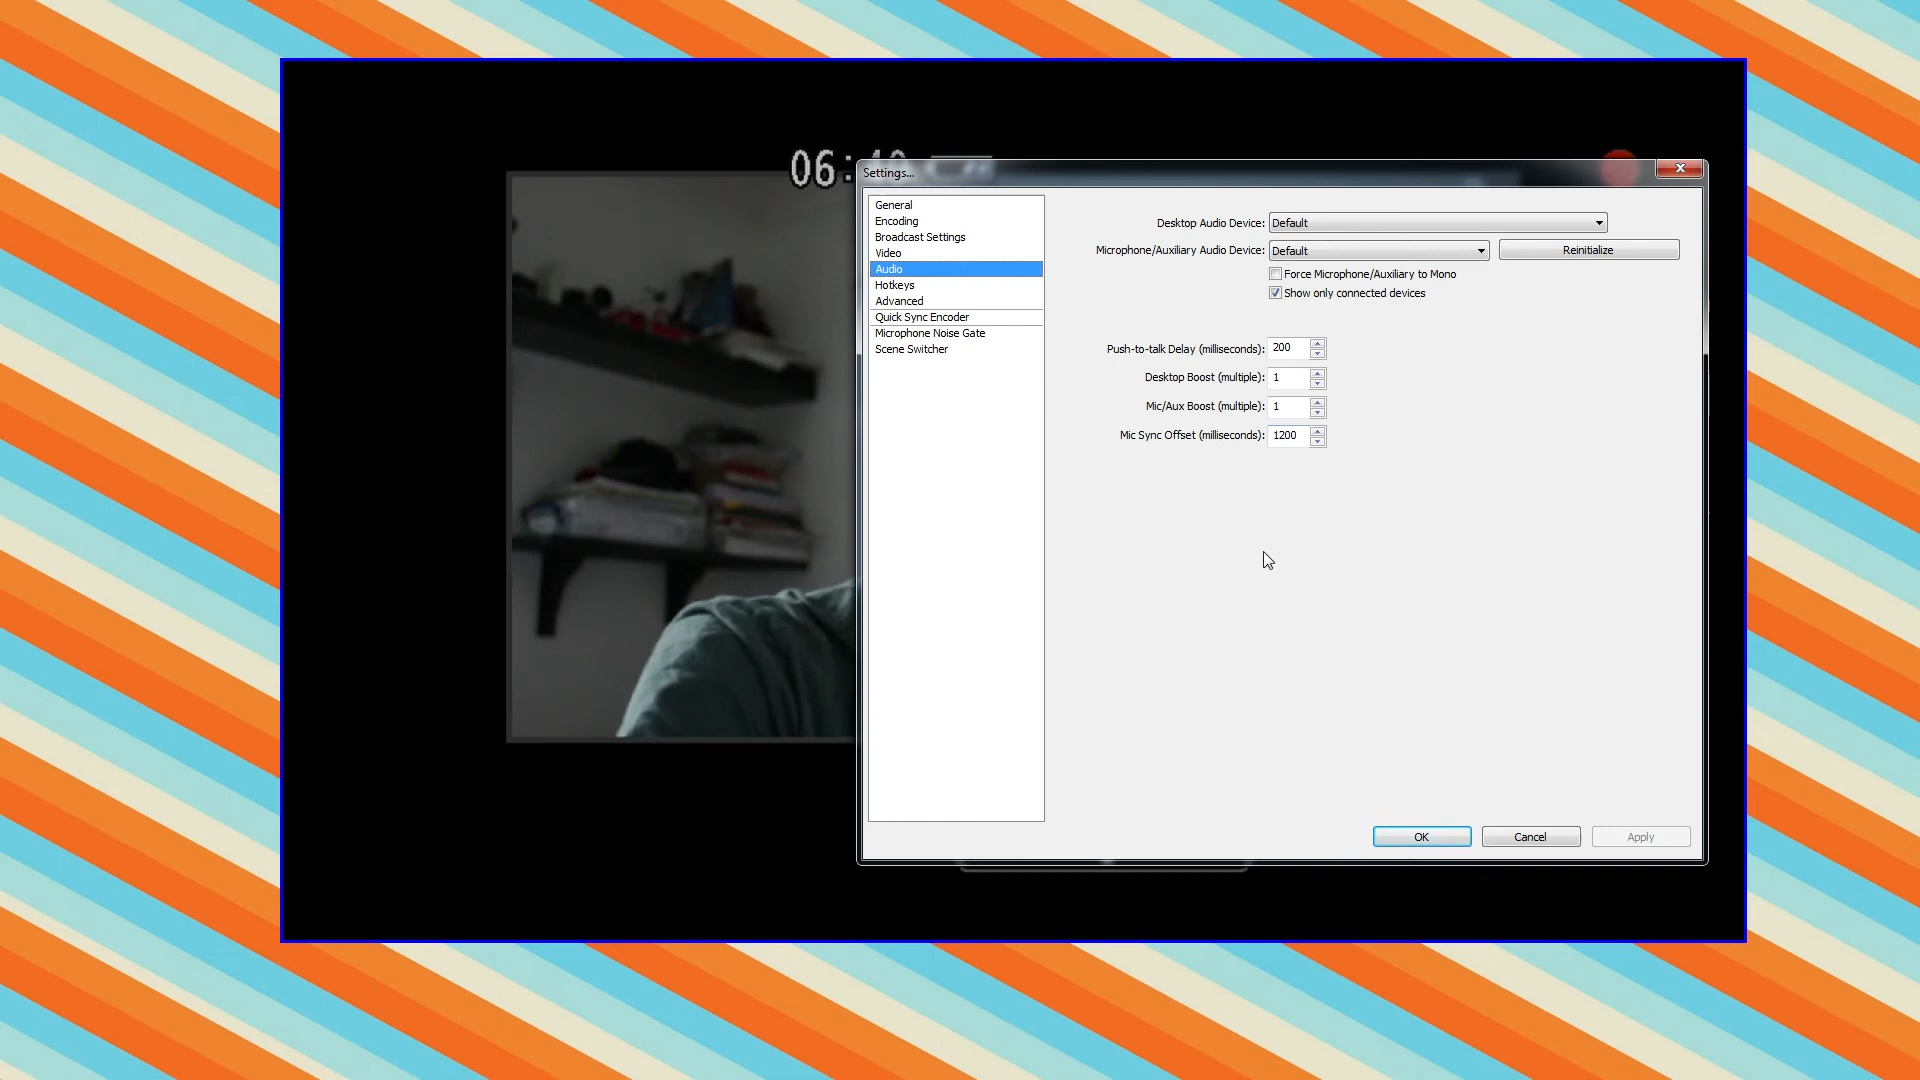 06:40
Settings...
General
Encoding
Broadcast Settings
Video
Audio
Hotkeys
Advanced
Quick Sync Encoder
Microphone Noise Gate
Scene Switcher
Desktop Audio Device: Default
Microphone/Auxiliary Audio Device: Default Reinitialize
Force Microphone/Auxiliary to Mono
Show only connected devices
Push-to-talk Delay (milliseconds): 200
Desktop Boost (multiple): 1
Mic/Aux Boost (multiple): 1
Mic Sync Offset (milliseconds): 1200
OK Cancel Apply